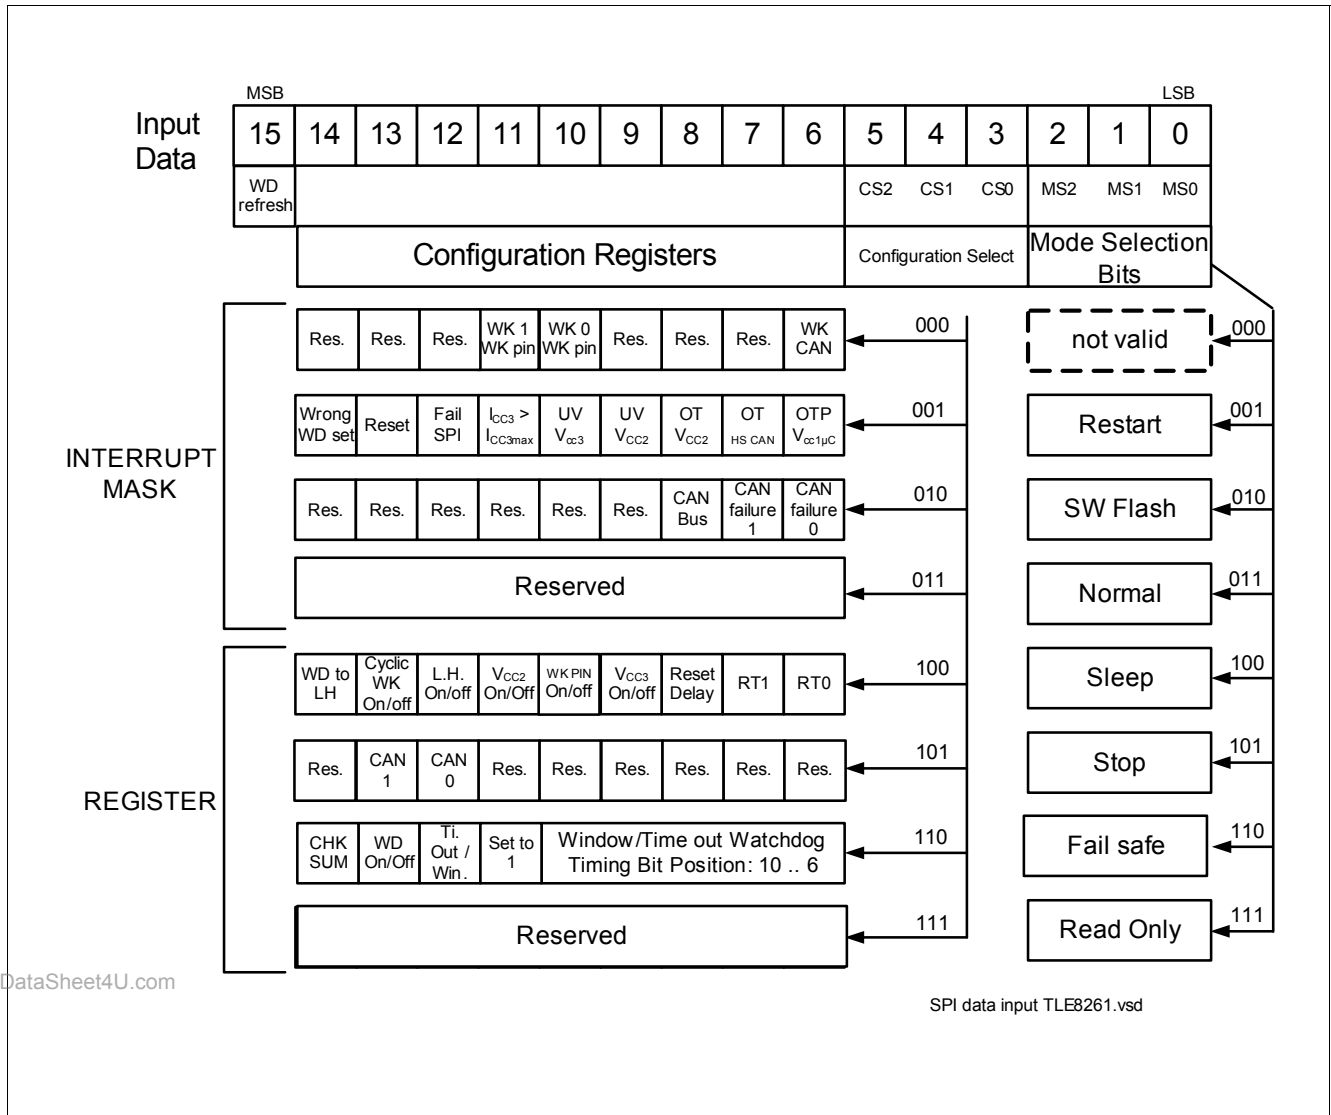 MSB
LSB
Input
Data
15 14 13 12 11 10 9 8 7 6 5 4 3 2 1 0
WD
refresh
CS2 CS1 CS0 MS2 MS1 MS0
Configuration Registers
Configuration Select
Mode Selection
Bits
INTERRUPT
MASK
Res. Res. Res. WK 1 WK pin WK 0 WK pin Res. Res. Res. WK CAN 000
not valid 000
Wrong WD set Reset Fail SPI ICC3 > ICC3max UV Vcc3 UV VCC2 OT VCC2 OT HS CAN OTP Vcc1µC 001
Restart 001
Res. Res. Res. Res. Res. Res. CAN Bus CAN failure 1 CAN failure 0 010
SW Flash 010
Reserved 011
Normal 011
REGISTER
WD to LH Cyclic WK On/off L.H. On/off VCC2 On/Off WK PIN On/off VCC3 On/off Reset Delay RT1 RT0 100
Sleep 100
Res. CAN 1 CAN 0 Res. Res. Res. Res. Res. Res. 101
Stop 101
CHK SUM WD On/Off Ti. Out / Win. Set to 1 Window/Time out Watchdog Timing Bit Position: 10 .. 6 110
Fail safe 110
Reserved 111
Read Only 111
DataSheet4U.com
SPI data input TLE8261.vsd